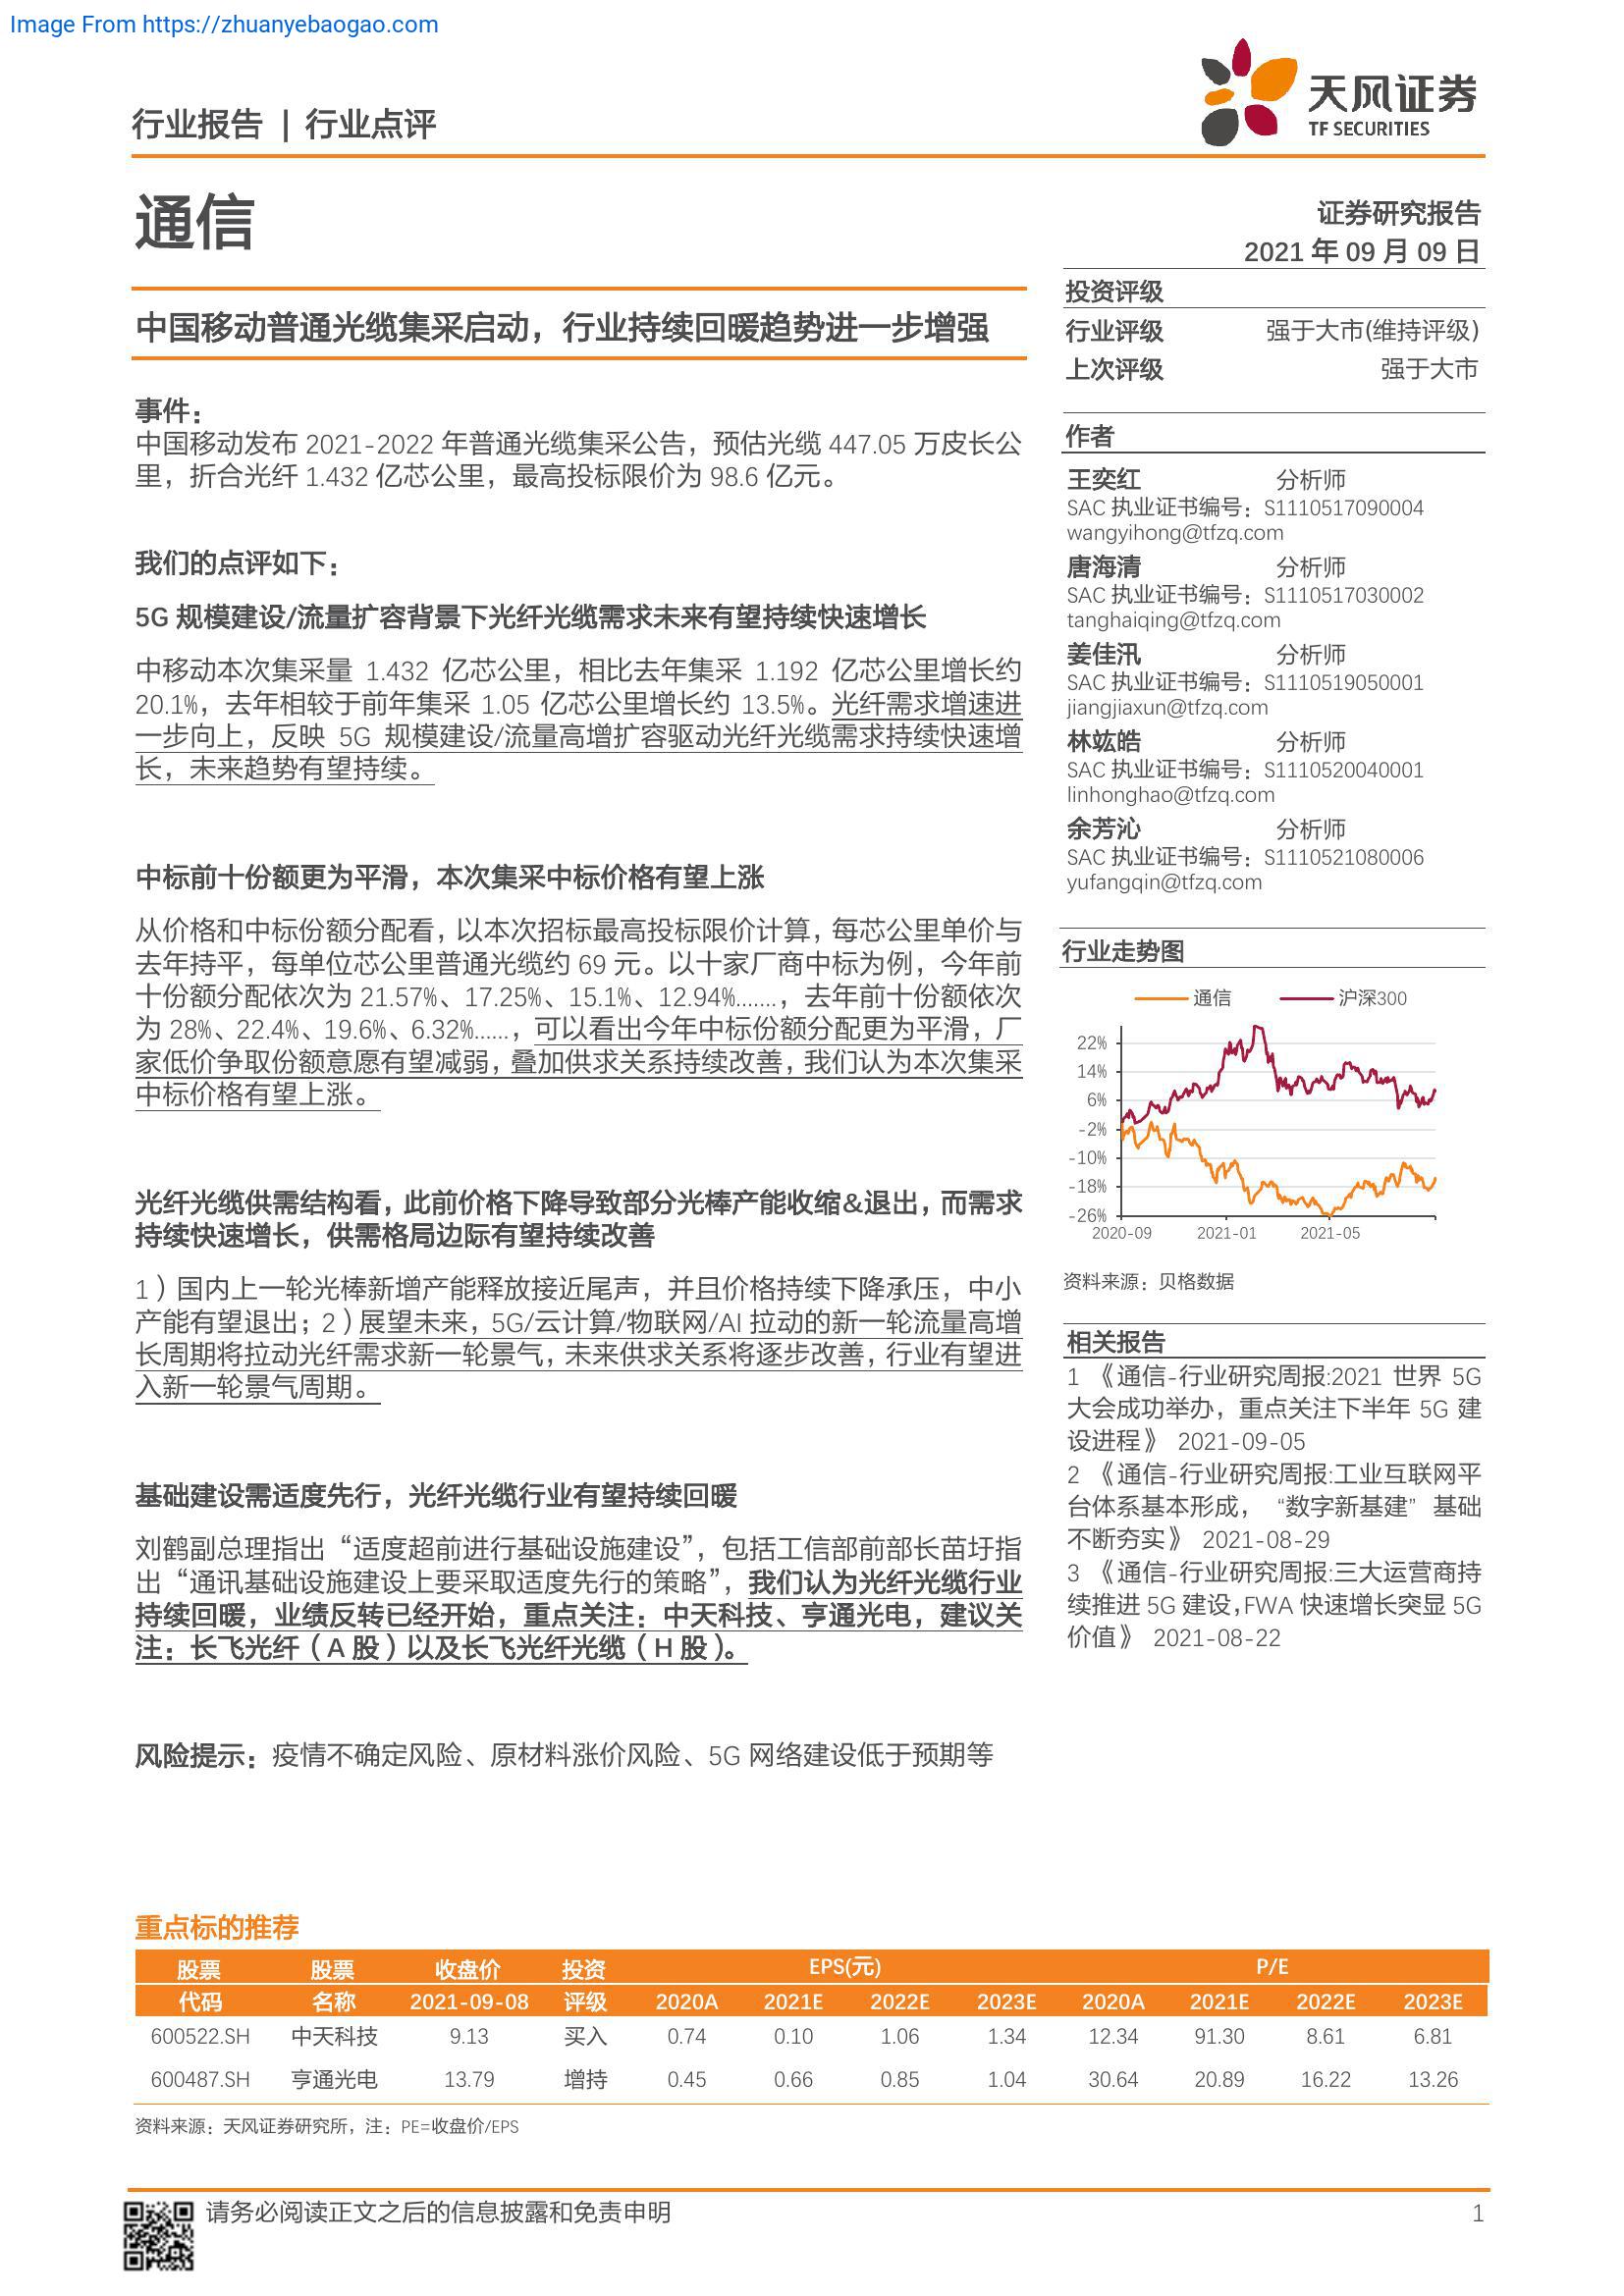 Image From https://zhuanyebaogao.com
行业报告 | 行业点评
天风证券
TF SECURITIES
通信
证券研究报告
2021 年 09 月 09 日
中国移动普通光缆集采启动，行业持续回暖趋势进一步增强
事件：
中国移动发布 2021-2022 年普通光缆集采公告，预估光缆 447.05 万皮长公
里，折合光纤 1.432 亿芯公里，最高投标限价为 98.6 亿元。
我们的点评如下：
5G 规模建设/流量扩容背景下光纤光缆需求未来有望持续快速增长
中移动本次集采量 1.432 亿芯公里，相比去年集采 1.192 亿芯公里增长约
20.1%，去年相较于前年集采 1.05 亿芯公里增长约 13.5%。光纤需求增速进
一步向上，反映 5G 规模建设/流量高增扩容驱动光纤光缆需求持续快速增
长，未来趋势有望持续。
中标前十份额更为平滑，本次集采中标价格有望上涨
从价格和中标份额分配看，以本次招标最高投标限价计算，每芯公里单价与
去年持平，每单位芯公里普通光缆约 69 元。以十家厂商中标为例，今年前
十份额分配依次为 21.57%、17.25%、15.1%、12.94%.......，去年前十份额依次
为 28%、22.4%、19.6%、6.32%......，可以看出今年中标份额分配更为平滑，厂
家低价争取份额意愿有望减弱，叠加供求关系持续改善，我们认为本次集采
中标价格有望上涨。
光纤光缆供需结构看，此前价格下降导致部分光棒产能收缩&退出，而需求
持续快速增长，供需格局边际有望持续改善
1）国内上一轮光棒新增产能释放接近尾声，并且价格持续下降承压，中小
产能有望退出；2）展望未来，5G/云计算/物联网/AI 拉动的新一轮流量高增
长周期将拉动光纤需求新一轮景气，未来供求关系将逐步改善，行业有望进
入新一轮景气周期。
基础建设需适度先行，光纤光缆行业有望持续回暖
刘鹤副总理指出“适度超前进行基础设施建设”，包括工信部前部长苗圩指
出“通讯基础设施建设上要采取适度先行的策略”，我们认为光纤光缆行业
持续回暖，业绩反转已经开始，重点关注：中天科技、亨通光电，建议关
注：长飞光纤（A 股）以及长飞光纤光缆（H 股）。
风险提示：疫情不确定风险、原材料涨价风险、5G 网络建设低于预期等
投资评级
行业评级 强于大市(维持评级)
上次评级 强于大市
作者
王奕红 分析师
SAC 执业证书编号：S1110517090004
wangyihong@tfzq.com
唐海清 分析师
SAC 执业证书编号：S1110517030002
tanghaiqing@tfzq.com
姜佳汛 分析师
SAC 执业证书编号：S1110519050001
jiangjiaxun@tfzq.com
林竑皓 分析师
SAC 执业证书编号：S1110520040001
linhonghao@tfzq.com
余芳沁 分析师
SAC 执业证书编号：S1110521080006
yufangqin@tfzq.com
行业走势图
通信 沪深300
22%
14%
6%
-2%
-10%
-18%
-26%
2020-09 2021-01 2021-05
资料来源：贝格数据
相关报告
1 《通信-行业研究周报:2021 世界 5G
大会成功举办，重点关注下半年 5G 建
设进程》 2021-09-05
2 《通信-行业研究周报:工业互联网平
台体系基本形成， “数字新基建” 基础
不断夯实》 2021-08-29
3 《通信-行业研究周报:三大运营商持
续推进 5G 建设,FWA 快速增长突显 5G
价值》 2021-08-22
重点标的推荐
股票 股票 收盘价 投资 EPS(元) P/E
代码 名称 2021-09-08 评级 2020A 2021E 2022E 2023E 2020A 2021E 2022E 2023E
600522.SH 中天科技 9.13 买入 0.74 0.10 1.06 1.34 12.34 91.30 8.61 6.81
600487.SH 亨通光电 13.79 增持 0.45 0.66 0.85 1.04 30.64 20.89 16.22 13.26
资料来源：天风证券研究所，注：PE=收盘价/EPS
请务必阅读正文之后的信息披露和免责申明 1